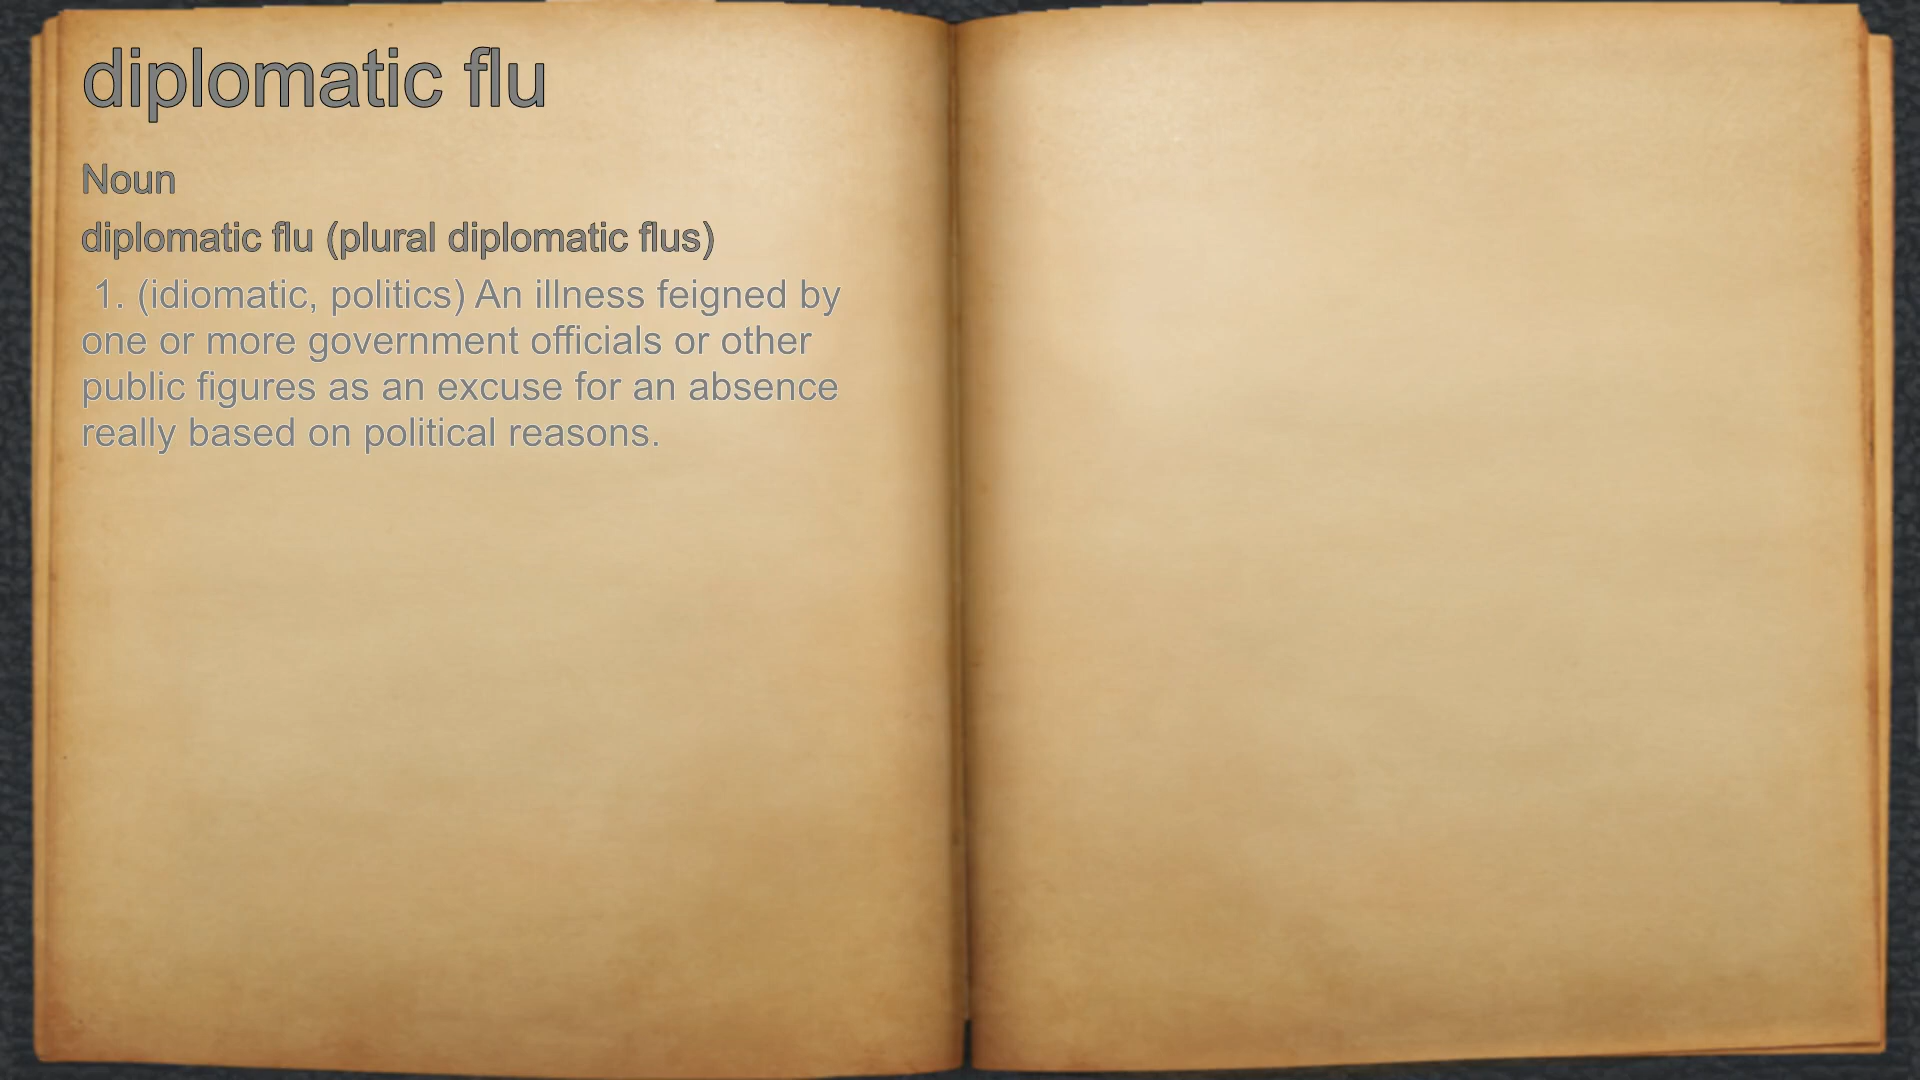 diplomatic flu
Noun
diplomatic flu (plural diplomatic flus)
1. (idiomatic, politics) An illness feigned by
one or more government officials or other
public figures as an excuse for an absence
really based on political reasons.